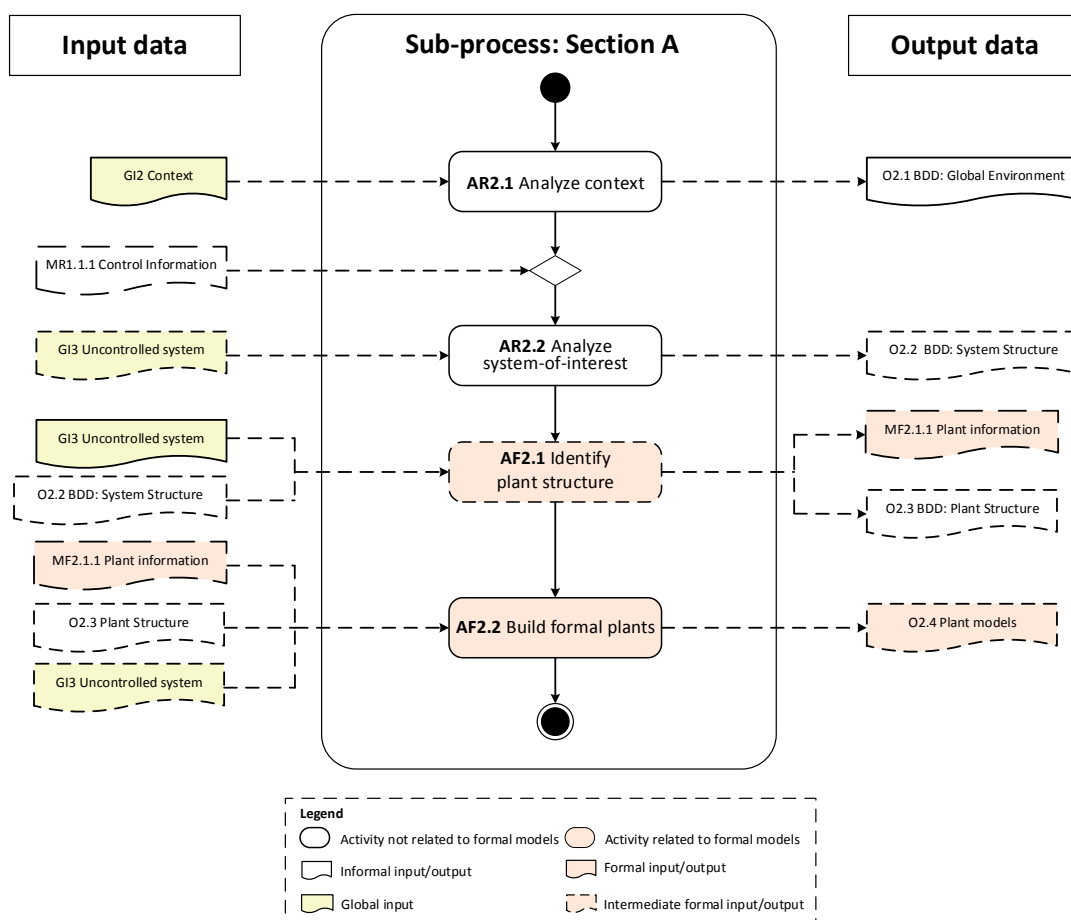 Input data
Sub-process: Section A
Output data
GI2 Context
AR2.1 Analyze context
O2.1 BDD: Global Environment
MR1.1.1 Control Information
GI3 Uncontrolled system
AR2.2 Analyze
system-of-interest
O2.2 BDD: System Structure
GI3 Uncontrolled system
O2.2 BDD: System Structure
AF2.1 Identify
plant structure
MF2.1.1 Plant information
O2.3 BDD: Plant Structure
MF2.1.1 Plant information
O2.3 Plant Structure
GI3 Uncontrolled system
AF2.2 Build formal plants
O2.4 Plant models
Legend
Activity not related to formal models
Activity related to formal models
Informal input/output
Formal input/output
Global input
Intermediate formal input/output